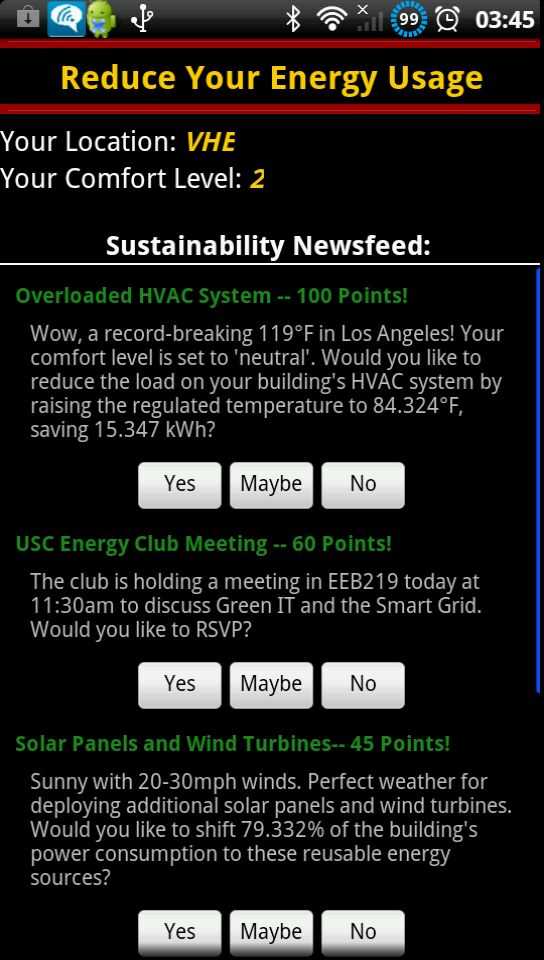 99 03:45
Reduce Your Energy Usage
Your Location: VHE
Your Comfort Level: 2
Sustainability Newsfeed:
Overloaded HVAC System -- 100 Points!
Wow, a record-breaking 119°F in Los Angeles! Your
comfort level is set to 'neutral'. Would you like to
reduce the load on your building's HVAC system by
raising the regulated temperature to 84.324°F,
saving 15.347 kWh?
Yes Maybe No
USC Energy Club Meeting -- 60 Points!
The club is holding a meeting in EEB219 today at
11:30am to discuss Green IT and the Smart Grid.
Would you like to RSVP?
Yes Maybe No
Solar Panels and Wind Turbines-- 45 Points!
Sunny with 20-30mph winds. Perfect weather for
deploying additional solar panels and wind turbines.
Would you like to shift 79.332% of the building's
power consumption to these reusable energy
sources?
Yes Maybe No